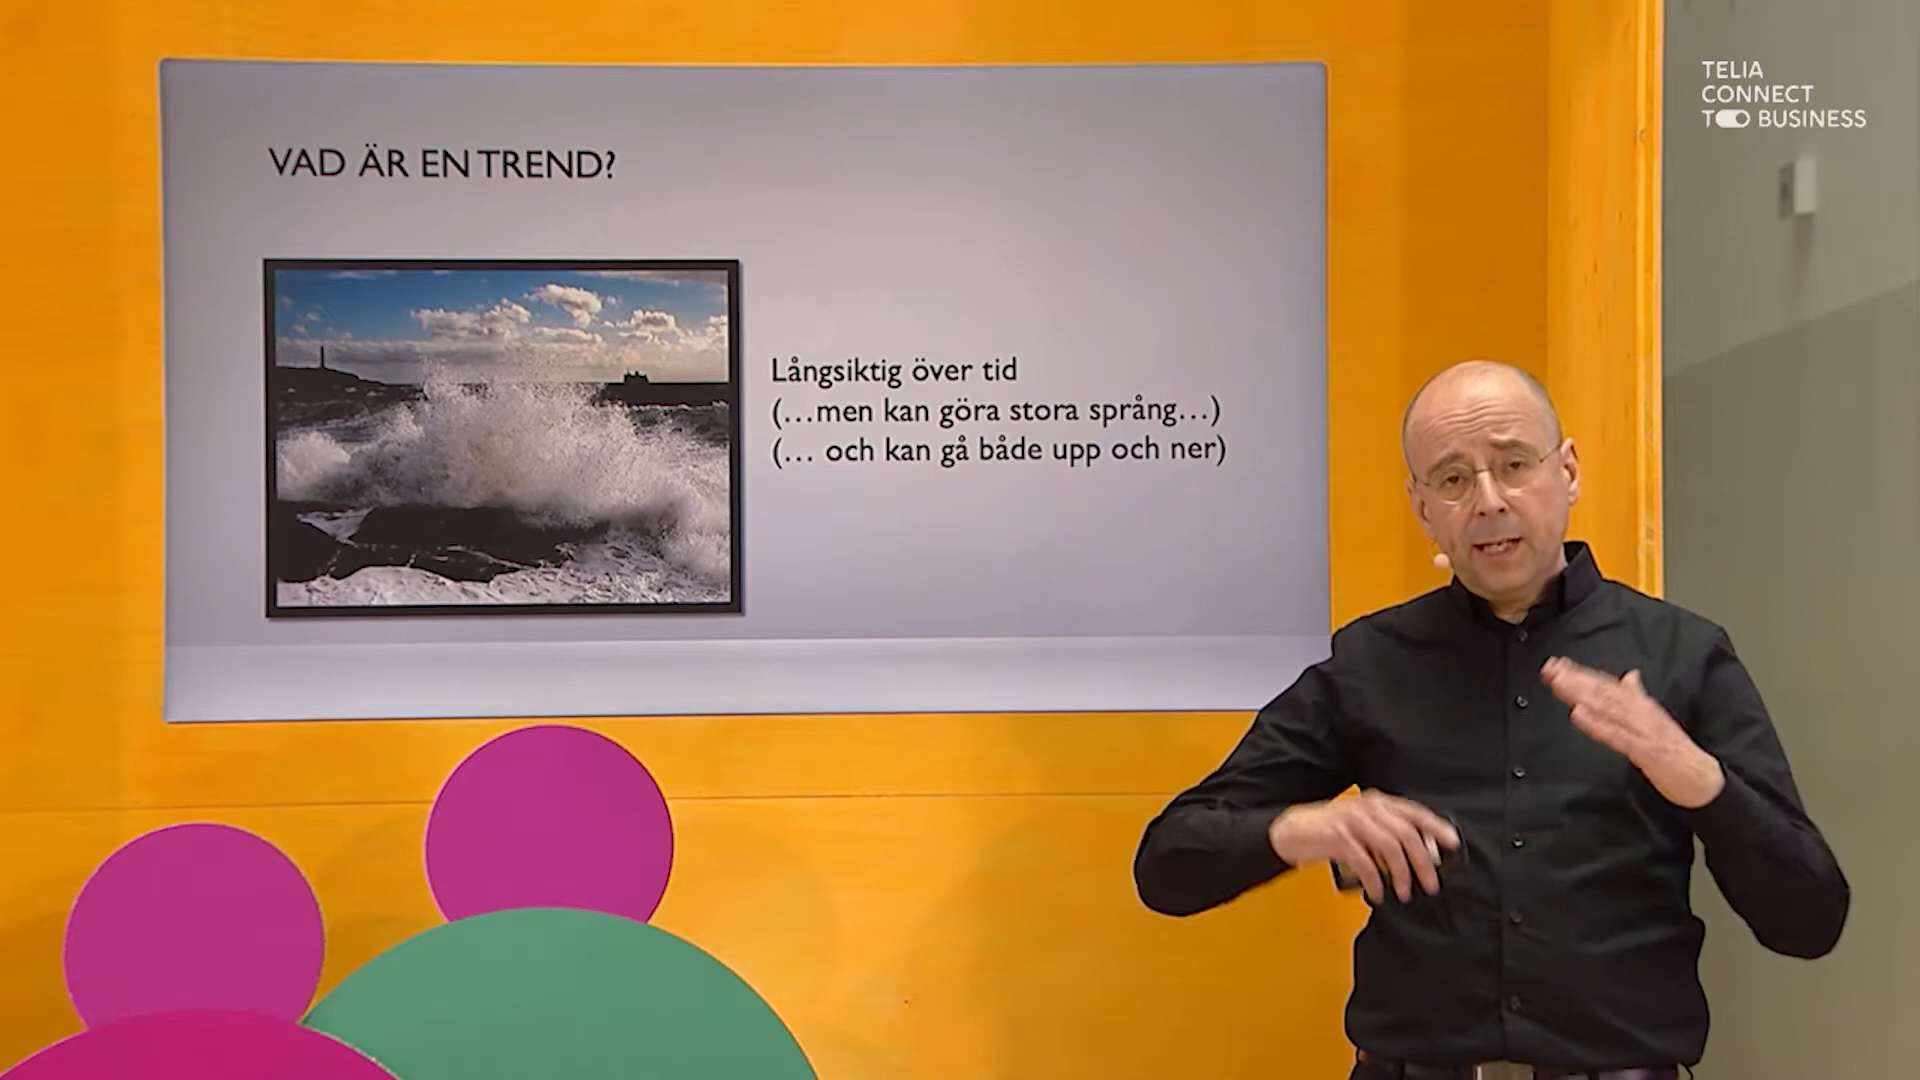 VAD ÄR EN TREND?
Långsiktig över tid
(…men kan göra stora språng…)
(… och kan gå både upp och ner)
TELIA
CONNECT
TO BUSINESS